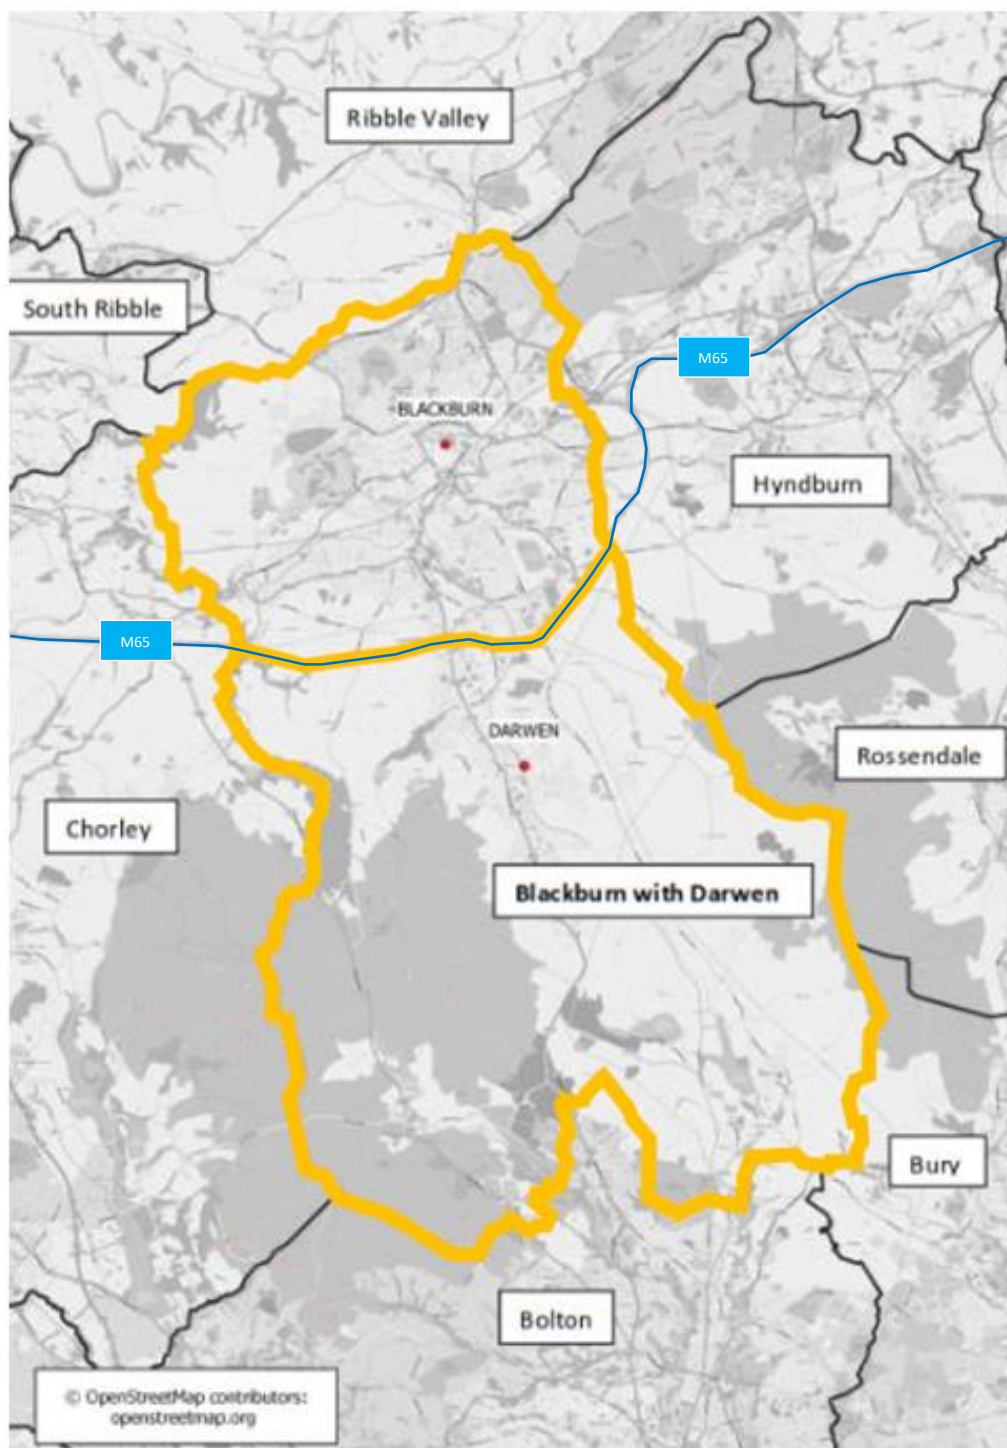 Ribble Valley
South Ribble
M65
BLACKBURN
Hyndburn
M65
DARWEN
Rossendale
Chorley
Blackburn with Darwen
Bury
Bolton
© OpenStreetMap contributors:
openstreetmap.org